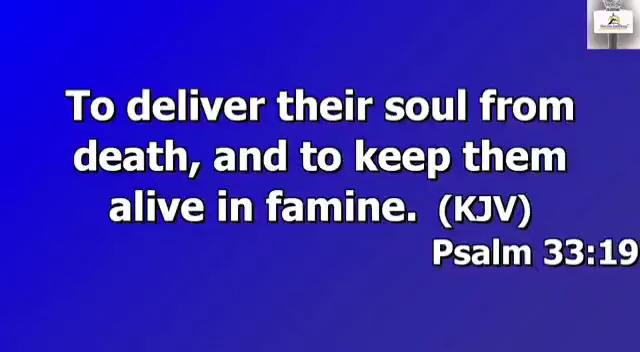 To deliver their soul from
death, and to keep them
alive in famine. (KJV)
Psalm 33:19